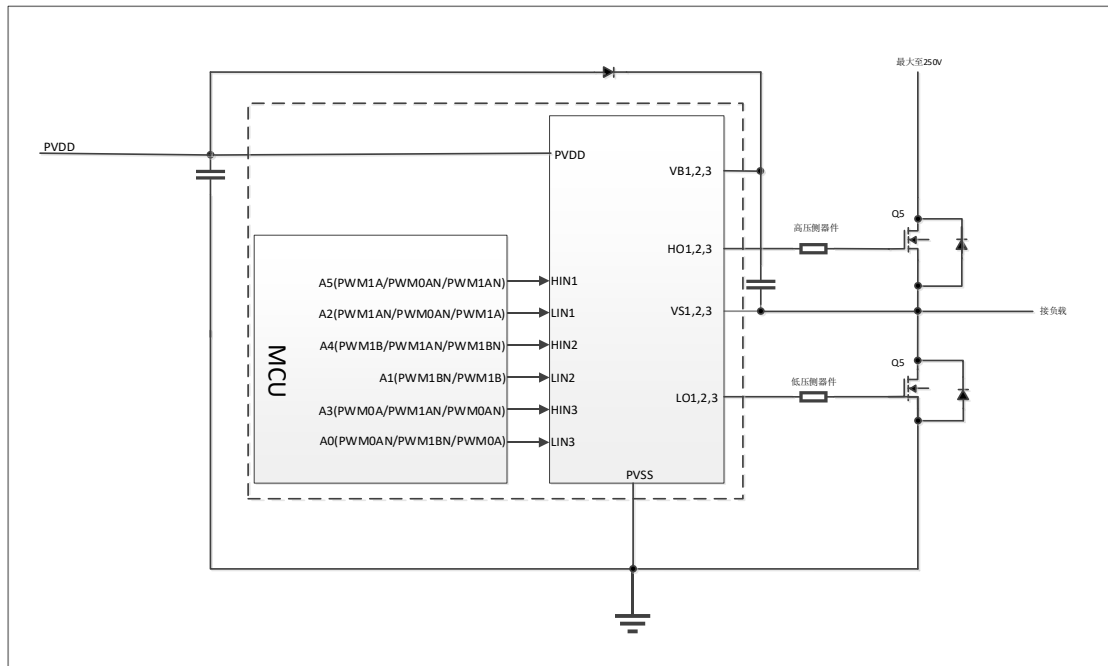 最大至250V
PVDD
PVDD
VB1,2,3
Q5
高压侧器件
HO1,2,3
A5(PWM1A/PWM0AN/PWM1AN)
HIN1
A2(PWM1AN/PWM0AN/PWM1A)
LIN1
VS1,2,3
接负载
A4(PWM1B/PWM1AN/PWM1BN)
HIN2
MCU
A1(PWM1BN/PWM1B)
LIN2
Q5
低压侧器件
LO1,2,3
A3(PWM0A/PWM1AN/PWM0AN)
HIN3
A0(PWM0AN/PWM1BN/PWM0A)
LIN3
PVSS